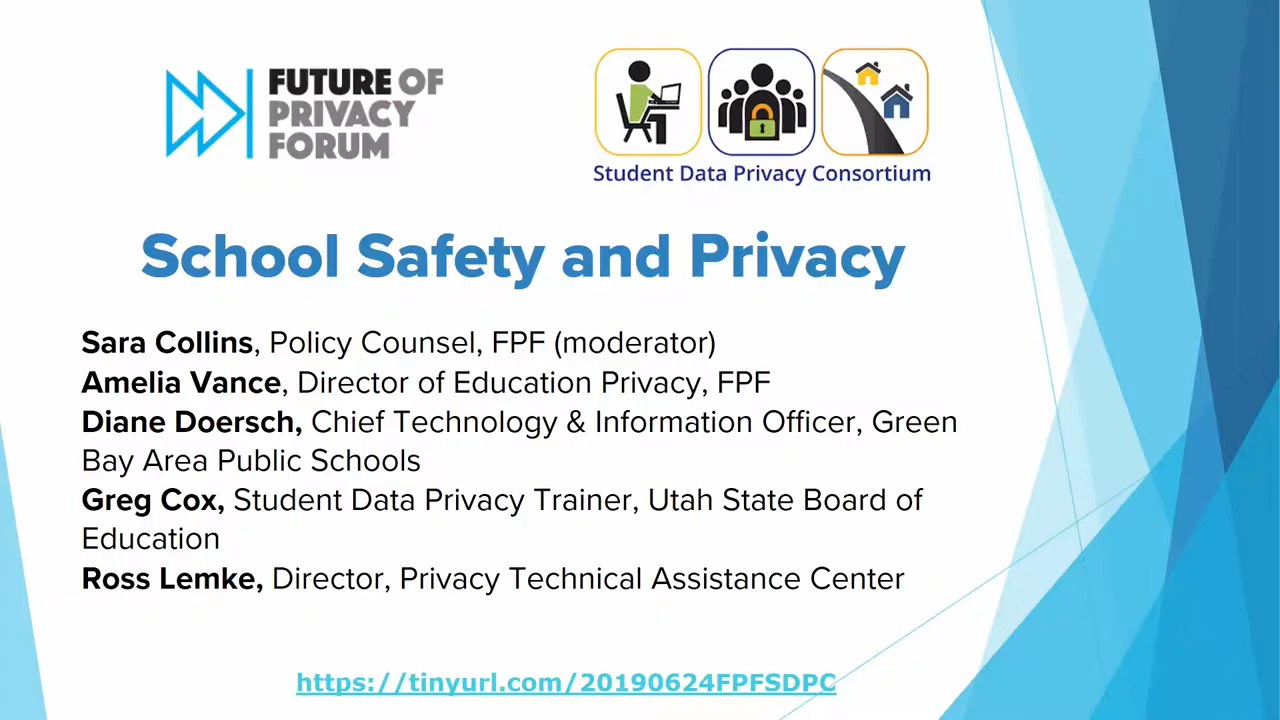 FUTURE OF
PRIVACY
FORUM
Student Data Privacy Consortium
School Safety and Privacy
Sara Collins, Policy Counsel, FPF (moderator)
Amelia Vance, Director of Education Privacy, FPF
Diane Doersch, Chief Technology & Information Officer, Green
Bay Area Public Schools
Greg Cox, Student Data Privacy Trainer, Utah State Board of
Education
Ross Lemke, Director, Privacy Technical Assistance Center
https://tinyurl.com/20190624FPFSDPC